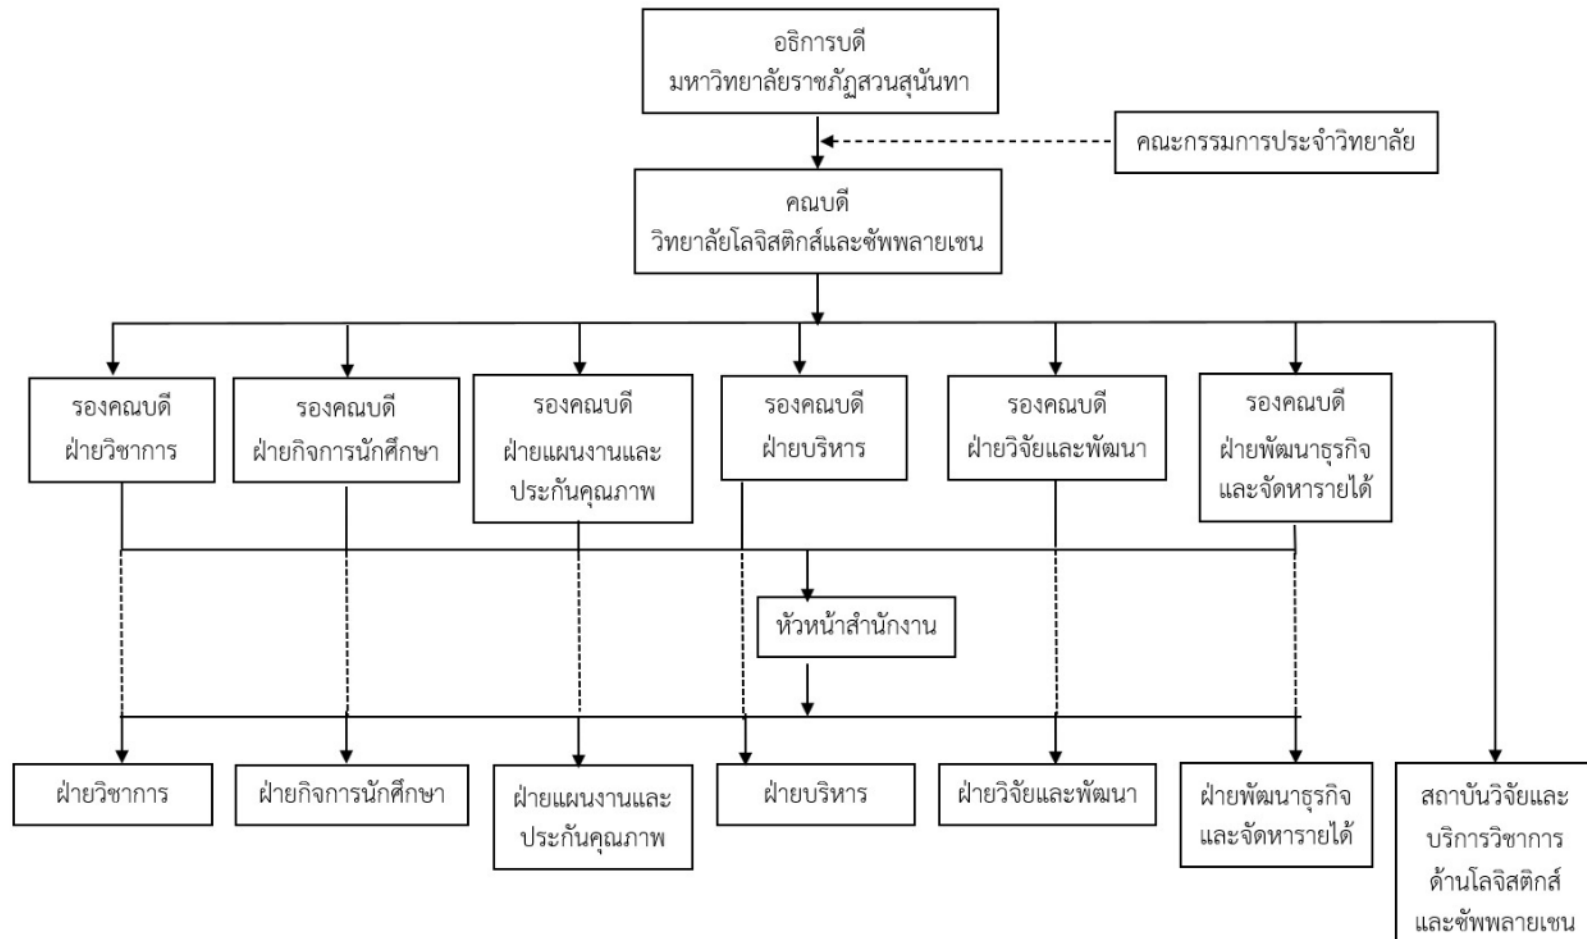 อธิการบดี
มหาวิทยาลัยราชภัฏสวนสุนันทา
คณะกรรมการประจำวิทยาลัย
คณบดี
วิทยาลัยโลจิสติกส์และซัพพลายเชน
รองคณบดี
ฝ่ายวิชาการ
รองคณบดี
ฝ่ายกิจการนักศึกษา
รองคณบดี
ฝ่ายแผนงานและ
ประกันคุณภาพ
รองคณบดี
ฝ่ายบริหาร
รองคณบดี
ฝ่ายวิจัยและพัฒนา
รองคณบดี
ฝ่ายพัฒนาธุรกิจ
และจัดหารายได้
หัวหน้าสำนักงาน
ฝ่ายวิชาการ
ฝ่ายกิจการนักศึกษา
ฝ่ายแผนงานและ
ประกันคุณภาพ
ฝ่ายบริหาร
ฝ่ายวิจัยและพัฒนา
ฝ่ายพัฒนาธุรกิจ
และจัดหารายได้
สถาบันวิจัยและ
บริการวิชาการ
ด้านโลจิสติกส์
และซัพพลายเชน